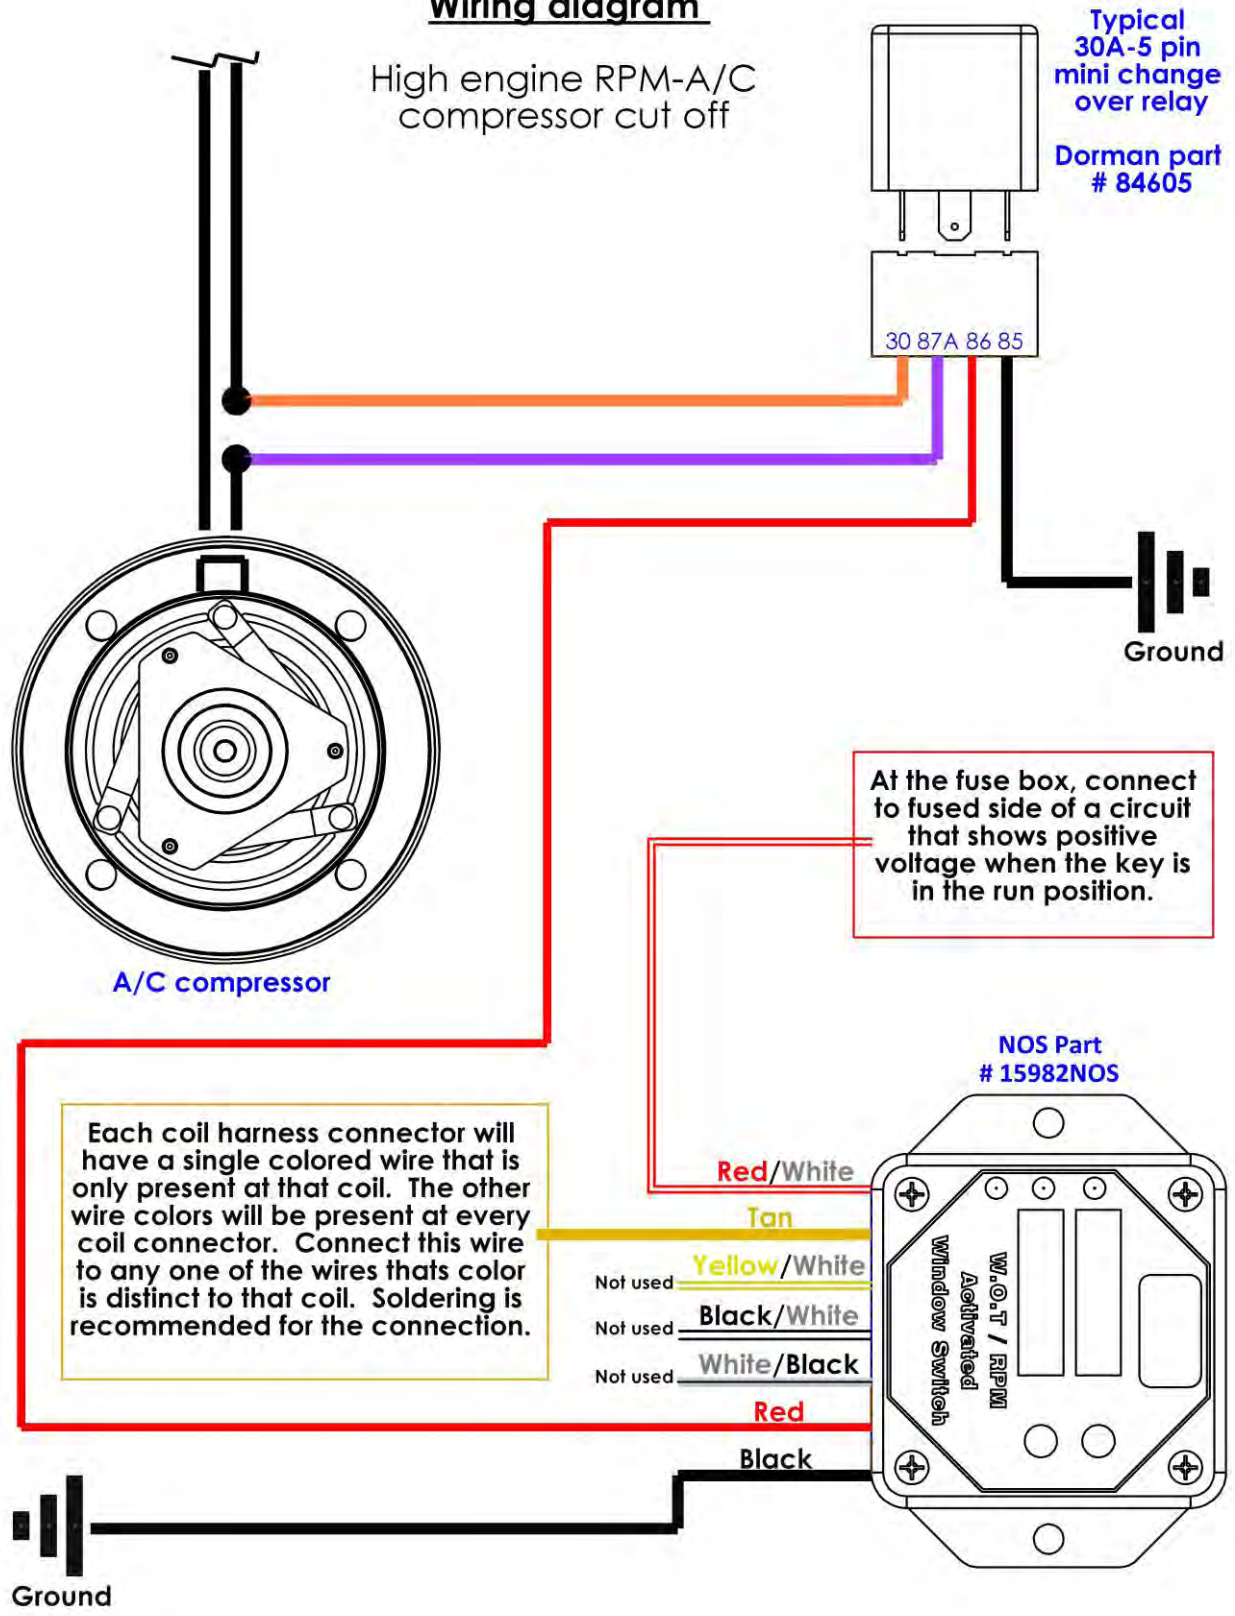 Wiring diagram
High engine RPM-A/C
compressor cut off
Typical
30A-5 pin
mini change
over relay
Dorman part
# 84605
30 87A 86 85
Ground
At the fuse box, connect
to fused side of a circuit
that shows positive
voltage when the key is
in the run position.
A/C compressor
NOS Part
# 15982NOS
Each coil harness connector will
have a single colored wire that is
only present at that coil. The other
wire colors will be present at every
coil connector. Connect this wire
to any one of the wires thats color
is distinct to that coil. Soldering is
recommended for the connection.
Red/White
Tan
Yellow/White
Not used
Black/White
Not used
White/Black
Not used
Red
Black
W.O.T / RPM
Activated
Window Switch
Ground